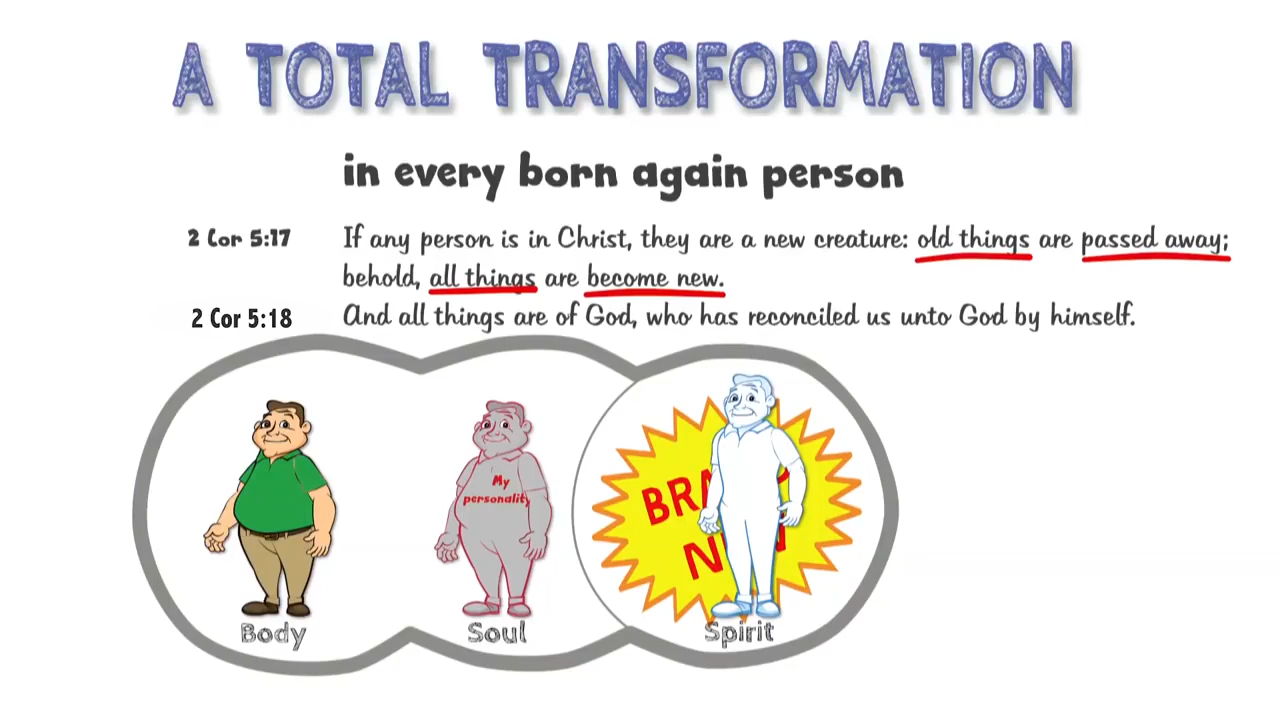 A TOTAL TRANSFORMATION
in every born again person
2 Cor 5:17 If any person is in Christ, they are a new creature: old things are passed away;
behold, all things are become new.
2 Cor 5:18 And all things are of God, who has reconciled us unto God by himself.
My
personality
Body
Soul
Spirit